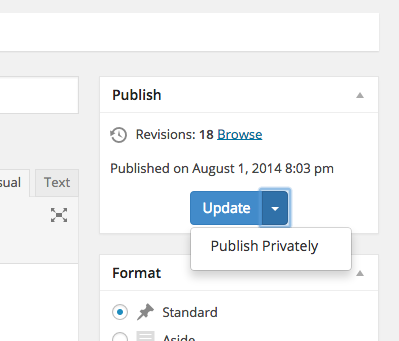 Publish
Revisions: 18 Browse
Published on August 1, 2014 8:03 pm
sual Text
Update
Publish Privately
Format
Standard
Aside